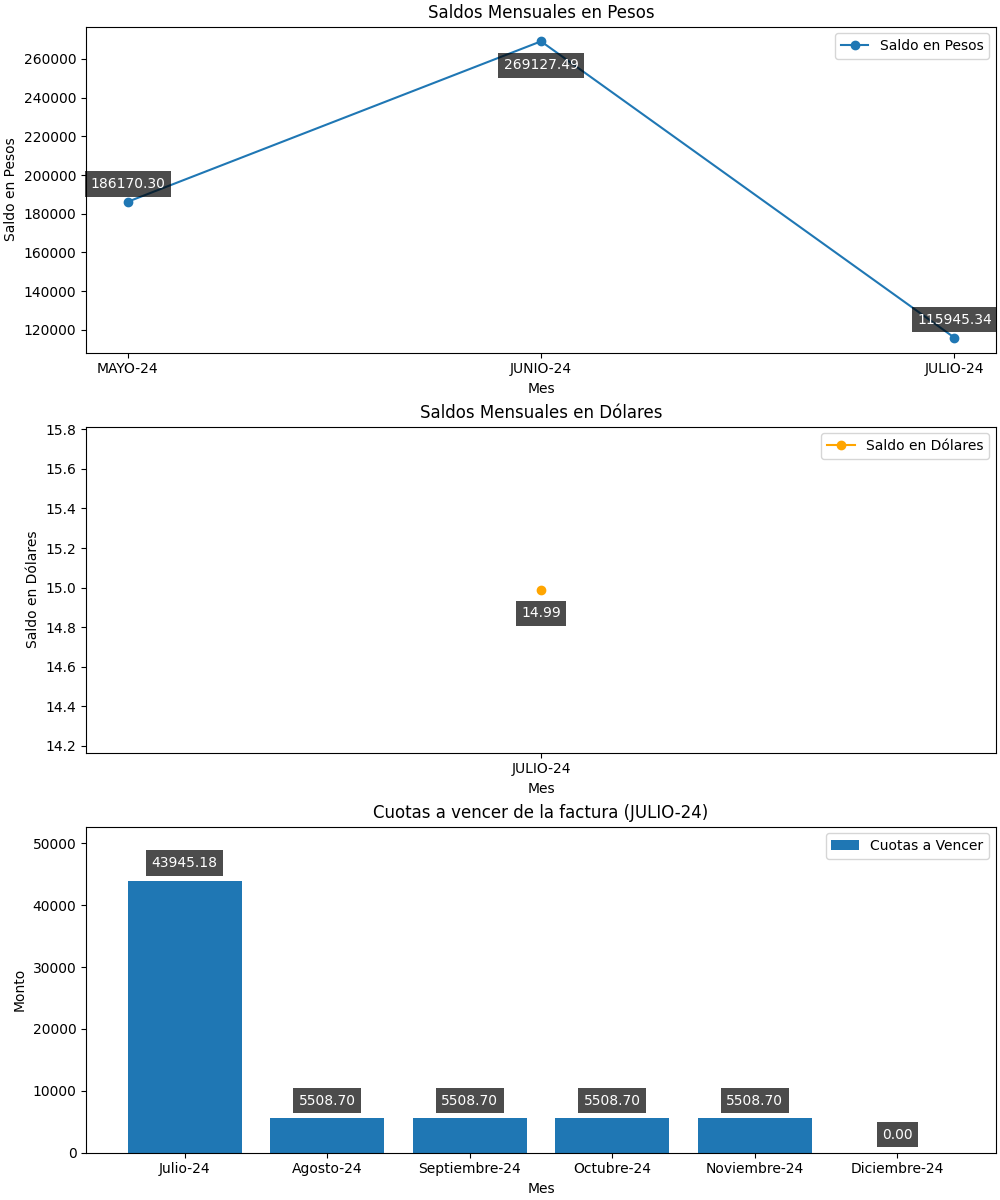 Saldos Mensuales en Pesos
Saldo en Pesos
260000
240000
220000
200000
180000
160000
140000
120000
Saldo en Pesos
186170.30
269127.49
115945.34
MAYO-24 JUNIO-24 JULIO-24
Mes
Saldos Mensuales en Dólares
Saldo en Dólares
15.8
15.6
15.4
15.2
15.0
14.8
14.6
14.4
14.2
Saldo en Dólares
14.99
JULIO-24
Mes
Cuotas a vencer de la factura (JULIO-24)
Cuotas a Vencer
50000
40000
30000
20000
10000
0
Monto
43945.18
5508.70 5508.70 5508.70 5508.70
0.00
Julio-24 Agosto-24 Septiembre-24 Octubre-24 Noviembre-24 Diciembre-24
Mes